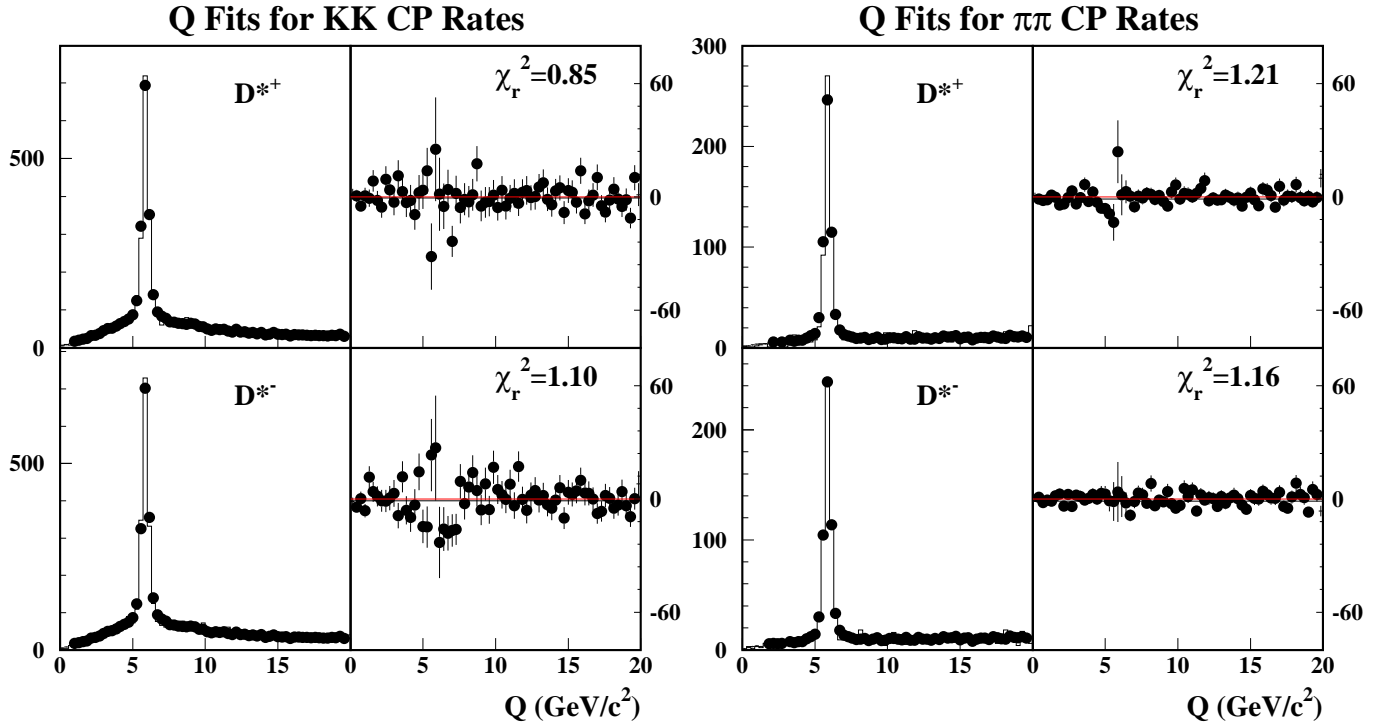 Q Fits for KK CP Rates
Q Fits for ππ CP Rates
D*+
χr2=0.85
D*+
χr2=1.21
500
0
60
0
-60
300
200
100
0
60
0
-60
D*-
χr2=1.10
D*-
χr2=1.16
500
0
60
0
-60
200
100
0
60
0
-60
0 5 10 15 0 5 10 15 20
0 5 10 15 0 5 10 15 20
Q (GeV/c2)
Q (GeV/c2)